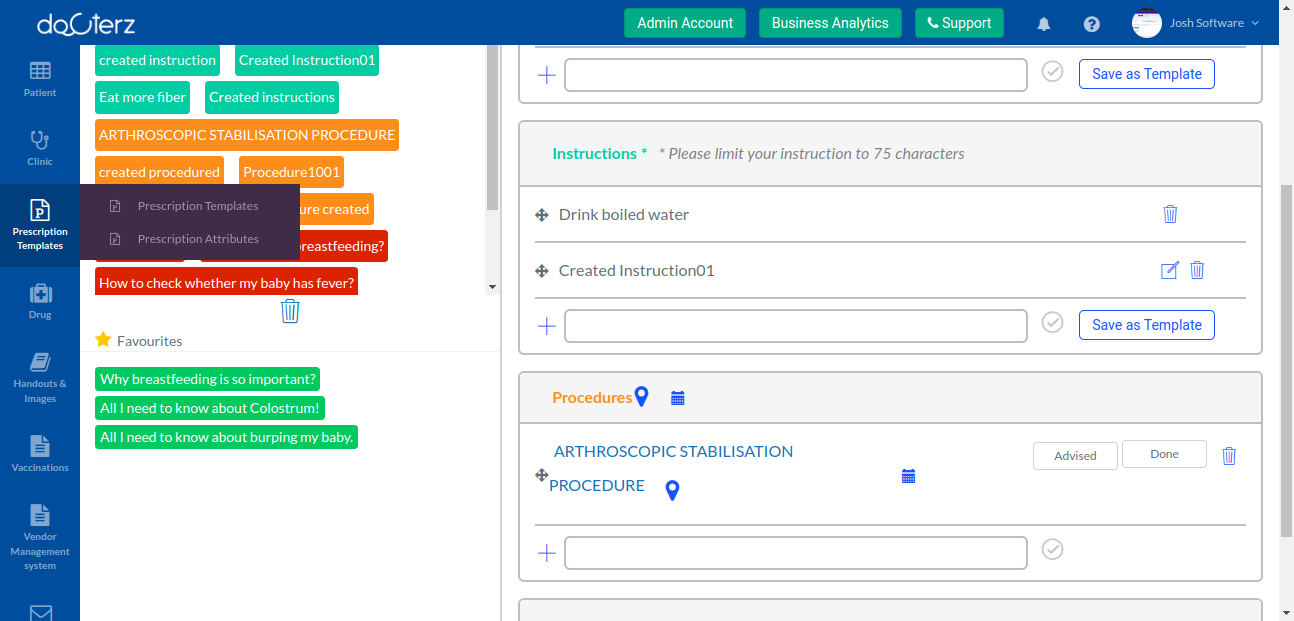 daOcterz
Admin Account
Business Analytics
Support
Josh Software
Patient
Clinic
Prescription
Templates
Drug
Handouts &
Images
Vaccinations
Vendor
Management
system
Prescription Templates
Prescription Attributes
created instruction
Created Instruction01
Eat more fiber
Created instructions
ARTHROSCOPIC STABILISATION PROCEDURE
created procedured
Procedure1001
ure created
breastfeeding?
How to check whether my baby has fever?
Favourites
Why breastfeeding is so important?
All I need to know about Colostrum!
All I need to know about burping my baby.
Save as Template
Instructions * * Please limit your instruction to 75 characters
Drink boiled water
Created Instruction01
Save as Template
Procedures
ARTHROSCOPIC STABILISATION
PROCEDURE
Advised
Done